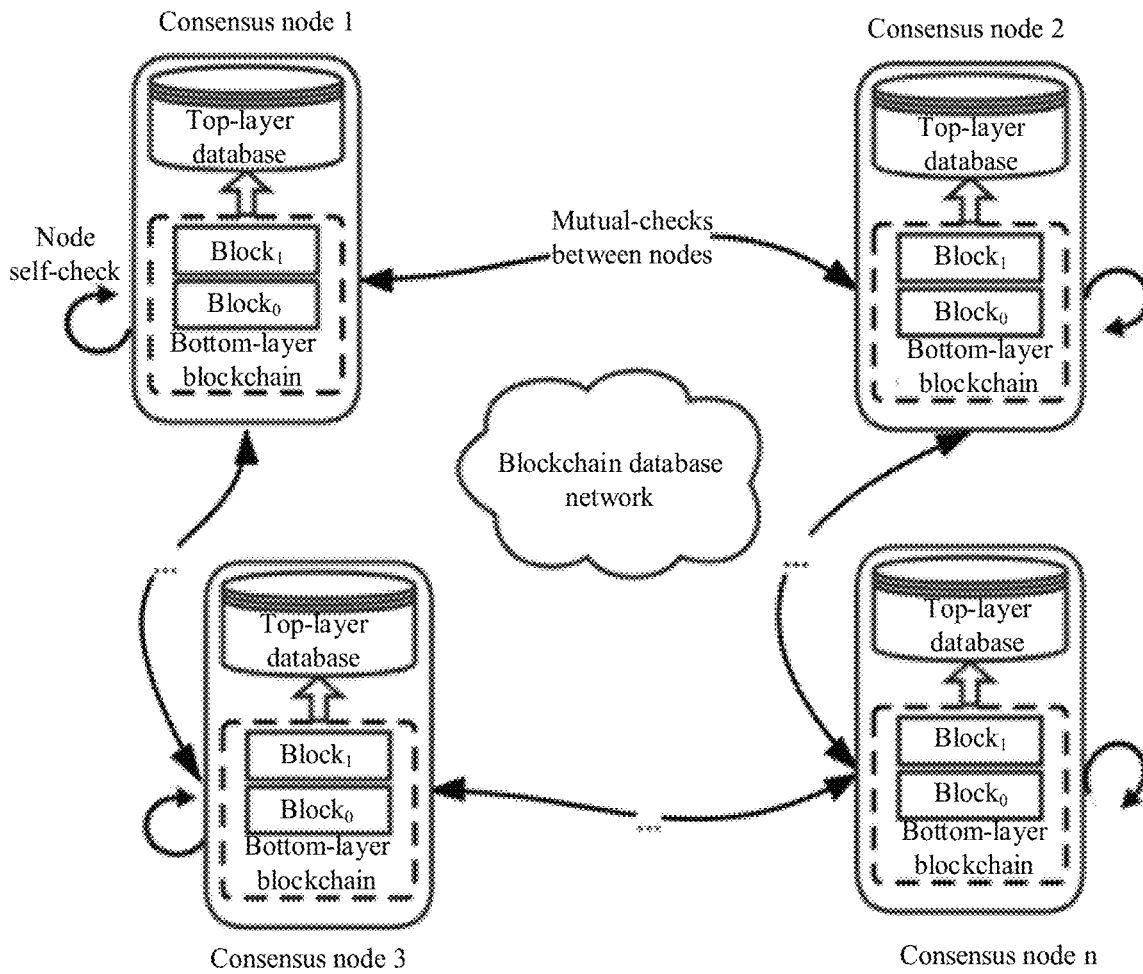 Consensus node 1
Top-layer
database
Block₁
Block₀
Bottom-layer
blockchain
Node
self-check
Mutual-checks
between nodes
Consensus node 2
Top-layer
database
Block₁
Block₀
Bottom-layer
blockchain
Blockchain database
network
...
...
Top-layer
database
Block₁
Block₀
Bottom-layer
blockchain
Consensus node 3
...
Top-layer
database
Block₁
Block₀
Bottom-layer
blockchain
Consensus node n